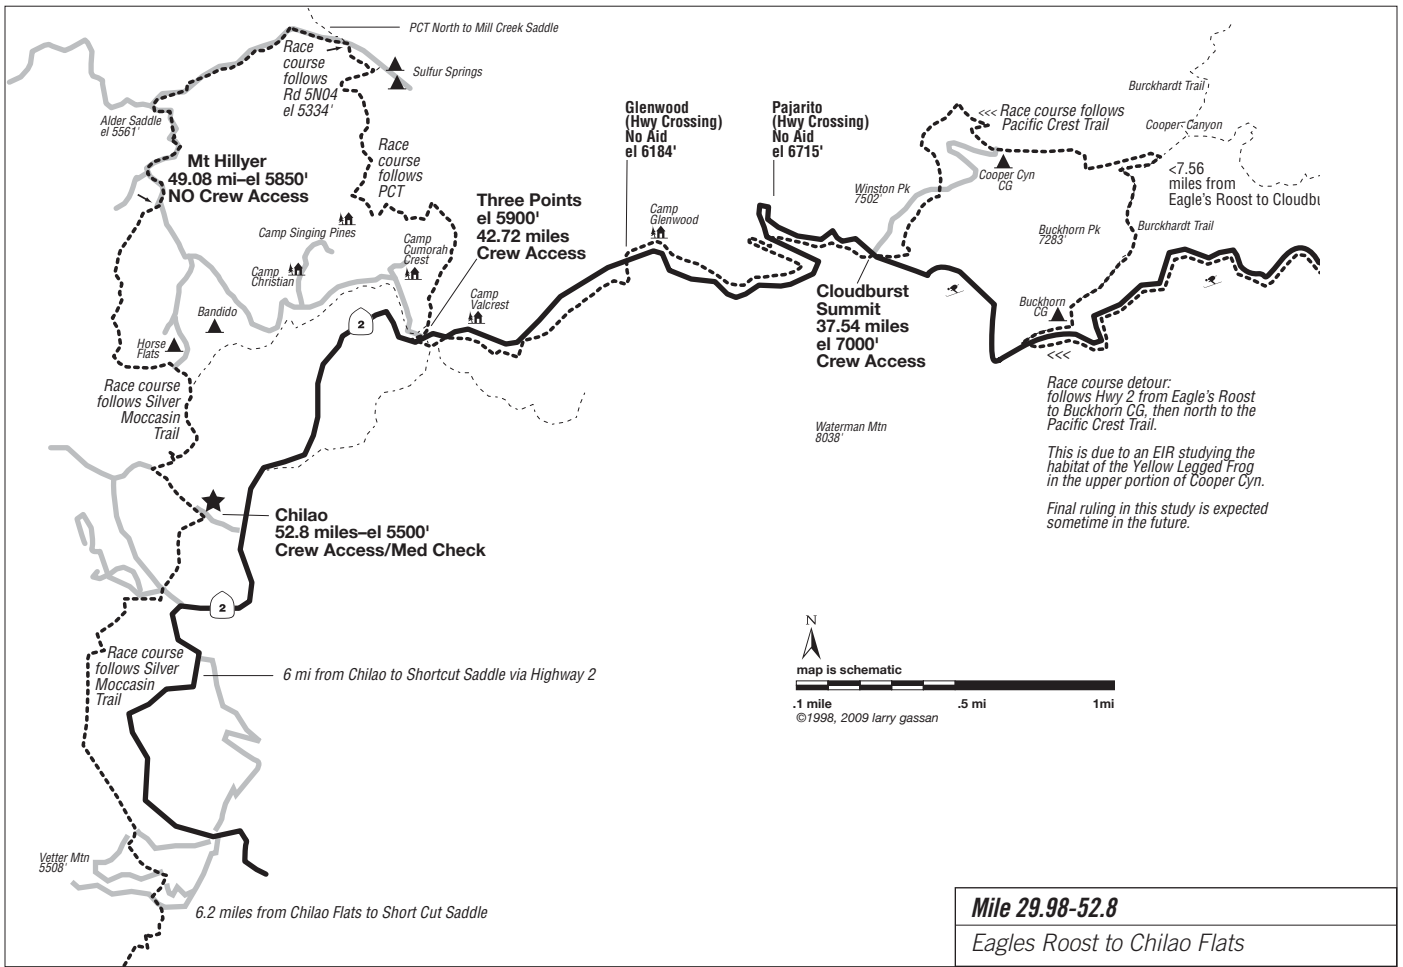 PCT North to Mill Creek Saddle
Race
course
follows
Rd 5N04
el 5334'
Sulfur Springs
Alder Saddle
el 5561'
Mt Hillyer
49.08 mi–el 5850'
NO Crew Access
Race
course
follows
PCT
Camp Singing Pines
Camp
Christian
Camp
Cumorah
Crest
Bandido
Horse
Flats
Three Points
el 5900'
42.72 miles
Crew Access
Camp
Valcrest
Glenwood
(Hwy Crossing)
No Aid
el 6184'
Camp
Glenwood
Pajarito
(Hwy Crossing)
No Aid
el 6715'
Winston Pk
7502'
<<< Race course follows
Pacific Crest Trail
Cooper Cyn
CG
Burckhardt Trail
Cooper Canyon
<7.56
miles from
Eagle's Roost to Cloudbu
Buckhorn Pk
7283'
Burckhardt Trail
Buckhorn
CG
<<<
Cloudburst
Summit
37.54 miles
el 7000'
Crew Access
2
Race course
follows Silver
Moccasin
Trail
Waterman Mtn
8038'
Race course detour:
follows Hwy 2 from Eagle's Roost
to Buckhorn CG, then north to the
Pacific Crest Trail.
This is due to an EIR studying the
habitat of the Yellow Legged Frog
in the upper portion of Cooper Cyn.
Final ruling in this study is expected
sometime in the future.
Chilao
52.8 miles–el 5500'
Crew Access/Med Check
2
Race course
follows Silver
Moccasin
Trail
6 mi from Chilao to Shortcut Saddle via Highway 2
N
map is schematic
.1 mile .5 mi 1mi
©1998, 2009 larry gassan
Vetter Mtn
5508'
6.2 miles from Chilao Flats to Short Cut Saddle
Mile 29.98-52.8
Eagles Roost to Chilao Flats